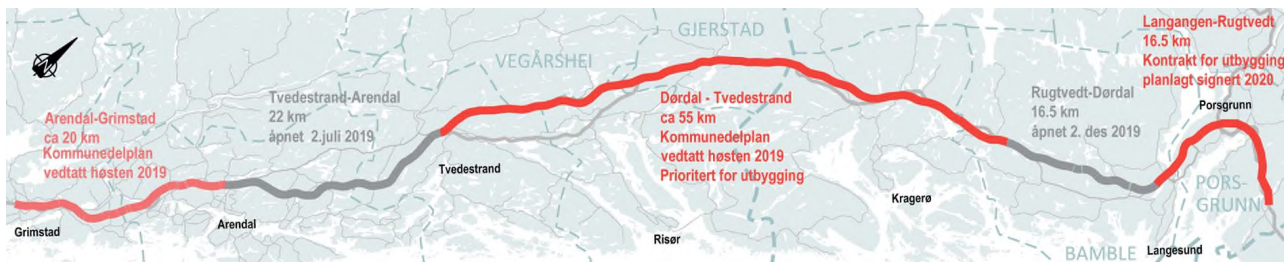 Arendal-Grimstad
ca 20 km
Kommunedelplan
vedtatt høsten 2019
Grimstad
Arendal
Tvedestrand-Arendal
22 km
åpnet 2.juli 2019
Tvedestrand
VEGÅRSHEI
GJERSTAD
Dørdal - Tvedestrand
ca 55 km
Kommunedelplan
vedtatt høsten 2019
Prioritert for utbygging
Risør
Kragerø
Rugtvedt-Dørdal
16.5 km
åpnet 2. des 2019
Langangen-Rugtvedt
16.5 km
Kontrakt for utbygging
planlagt signert 2020
Porsgrunn
PORS-
GRUNN
BAMBLE
Langesund